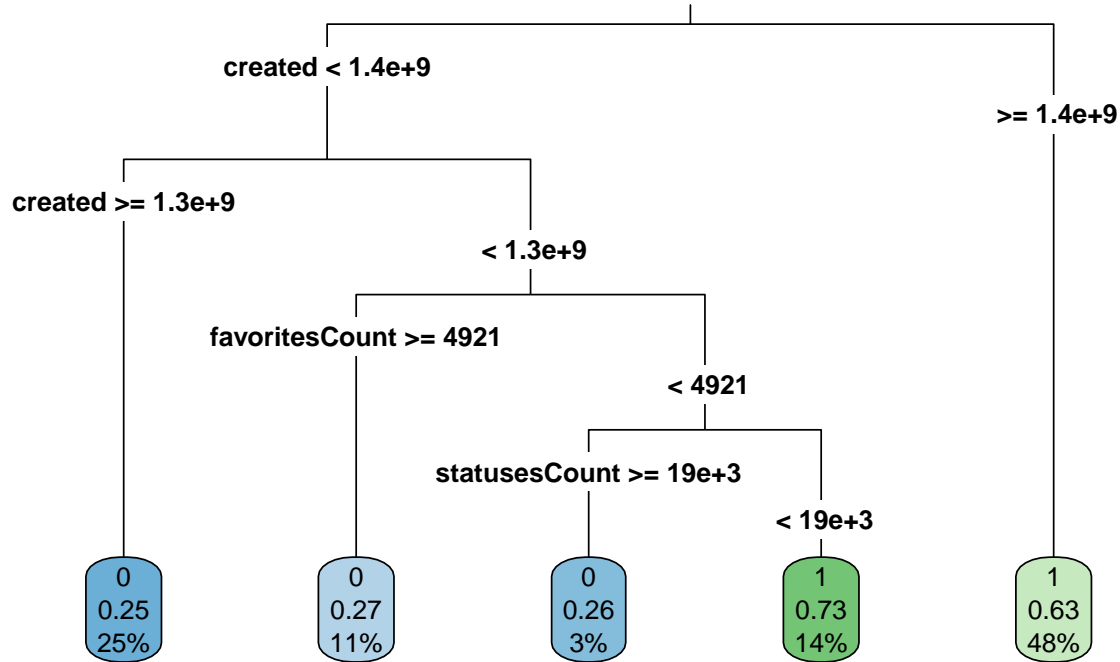 created < 1.4e+9
>= 1.4e+9
created >= 1.3e+9
< 1.3e+9
favoritesCount >= 4921
< 4921
statusesCount >= 19e+3
< 19e+3
0
0.25
25%
0
0.27
11%
0
0.26
3%
1
0.73
14%
1
0.63
48%